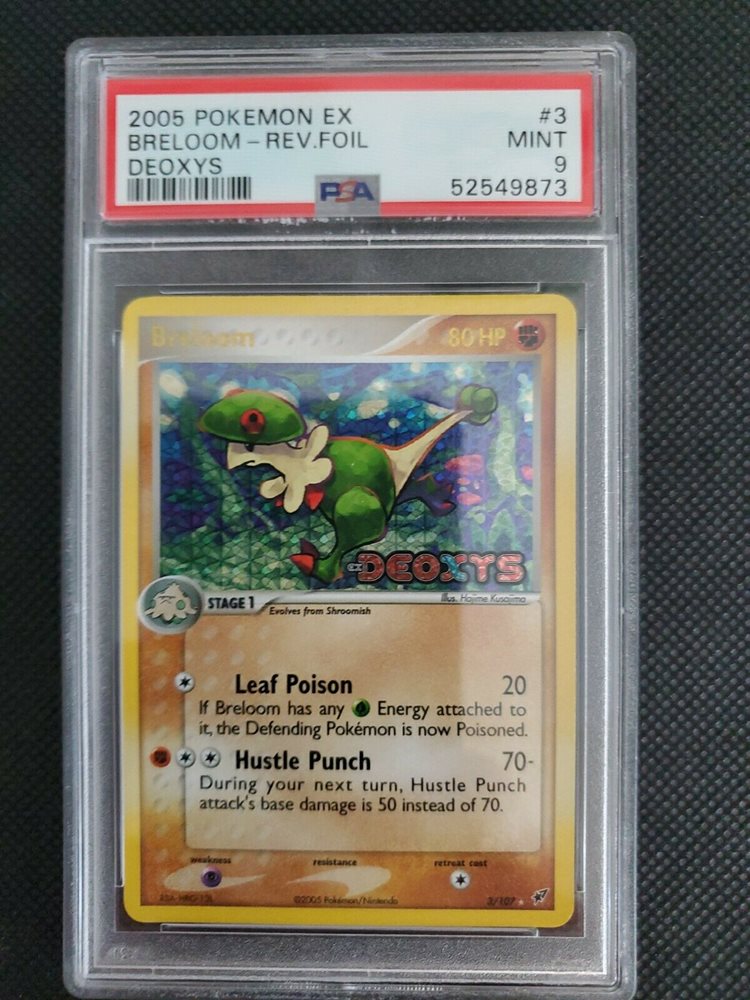 2005 POKEMON EX #3
BRELOOM - REV.FOIL MINT
DEOXYS 9
PSA 52549873
Breloom 80 HP
EX DEOXYS
STAGE 1 Evolves from Shroomish
Illus. Hajime Kusajima
Leaf Poison 20
If Breloom has any Energy attached to
it, the Defending Pokémon is now Poisoned.
Hustle Punch 70-
During your next turn, Hustle Punch
attack's base damage is 50 instead of 70.
weakness resistance retreat cost
©2005 Pokémon/Nintendo 3/107